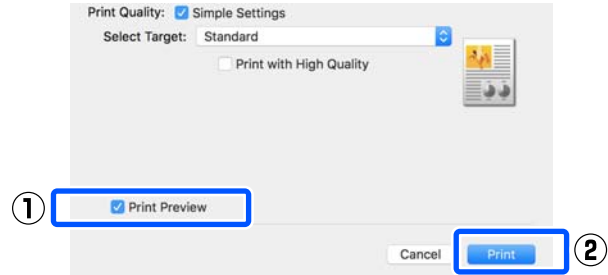 Print Quality: Simple Settings
Select Target: Standard
Print with High Quality
① Print Preview
Cancel Print ②